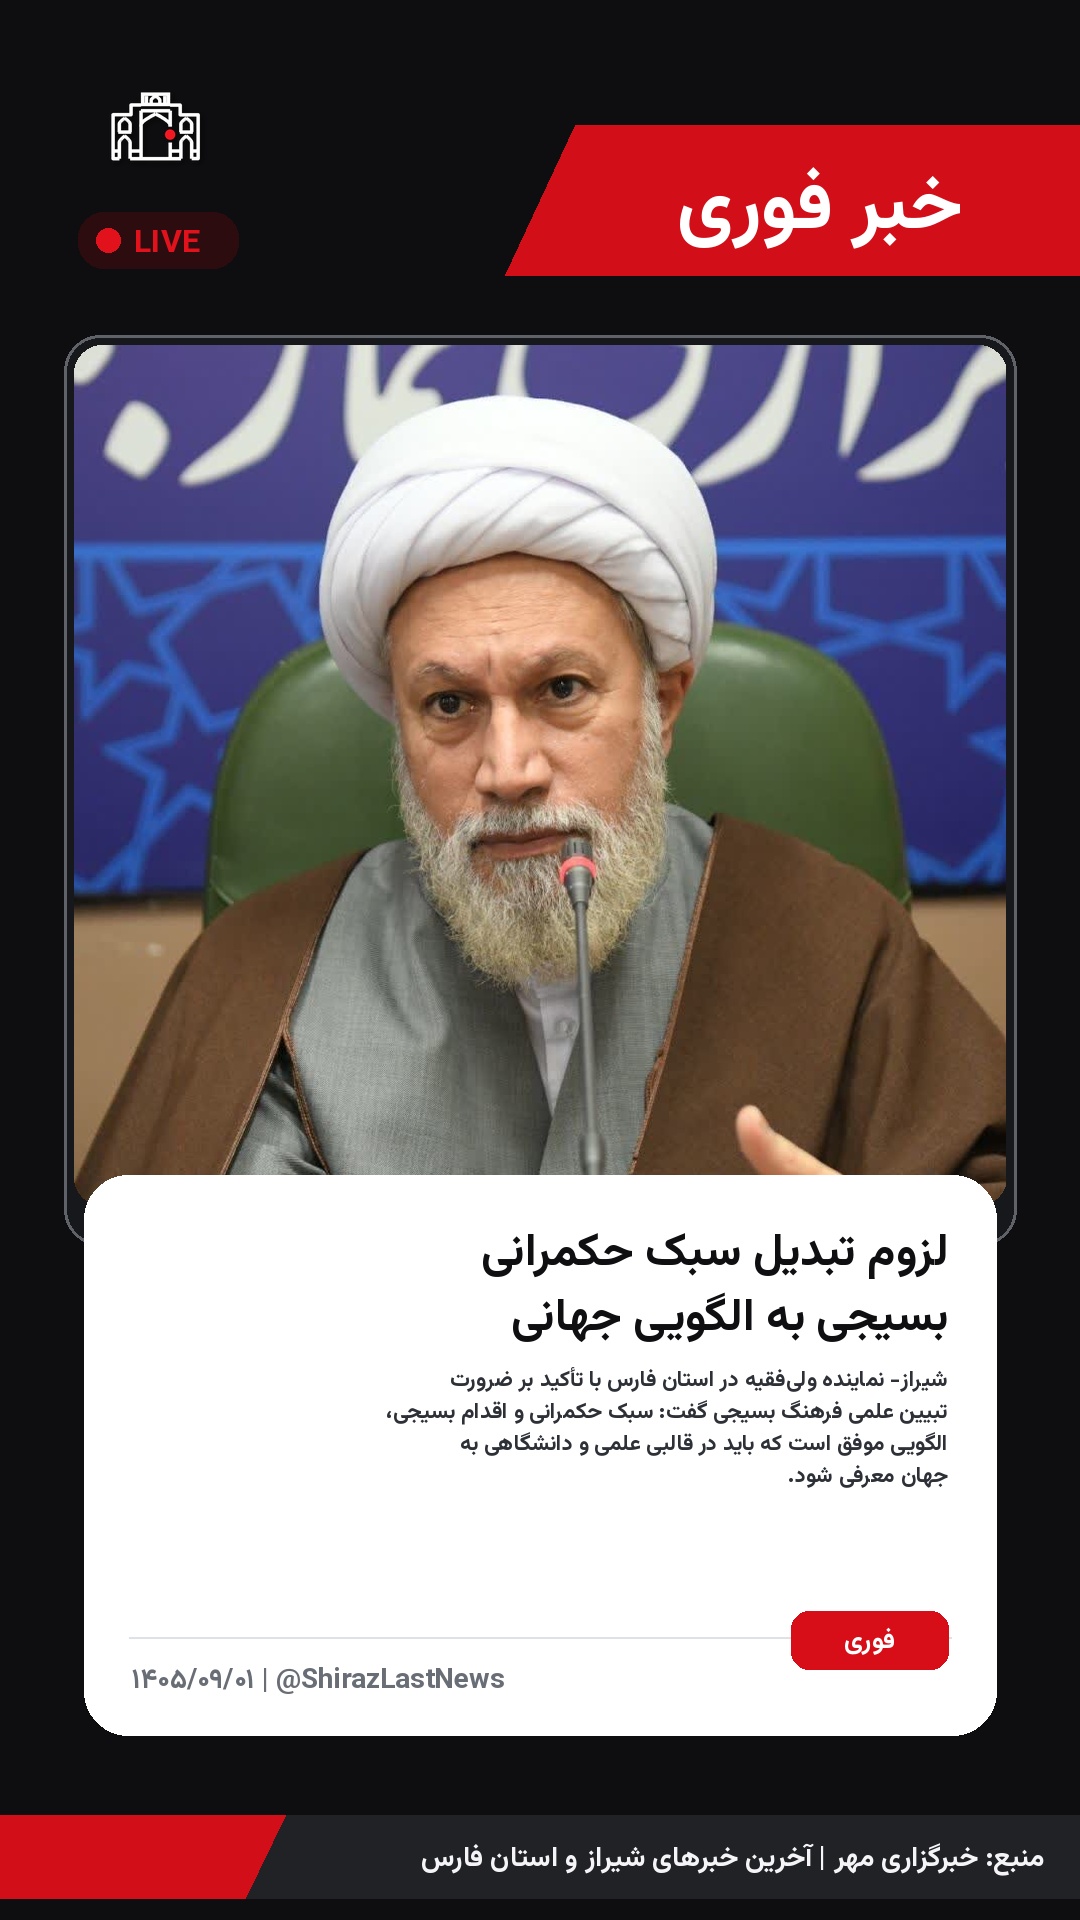 خبر فوری
LIVE
لزوم تبدیل سبک حکمرانی
بسیجی به الگویی جهانی
شیراز- نماینده ولی‌فقیه در استان فارس با تأکید بر ضرورت
تبیین علمی فرهنگ بسیجی گفت: سبک حکمرانی و اقدام بسیجی،
الگویی موفق است که باید در قالبی علمی و دانشگاهی به
جهان معرفی شود.
فوری
۱۴۰۵/۰۹/۰۱ | @ShirazLastNews
منبع: خبرگزاری مهر | آخرین خبرهای شیراز و استان فارس